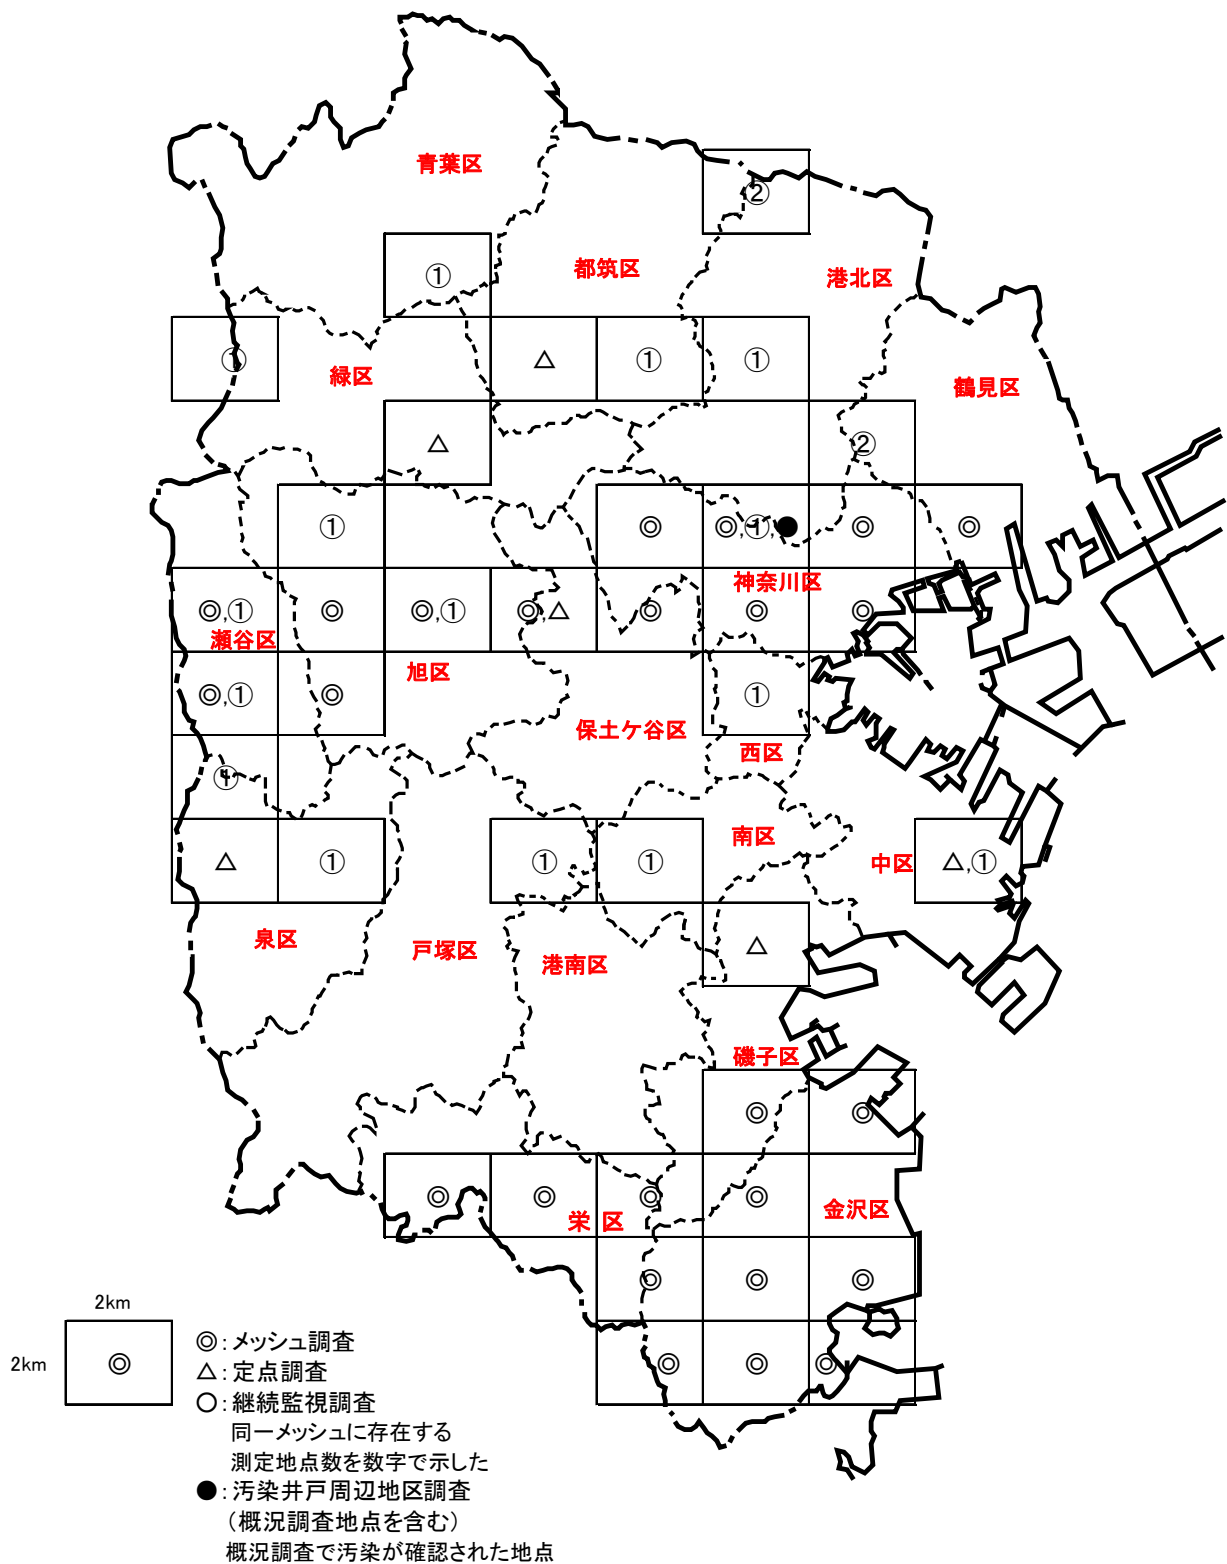 青葉区
②
①
都筑区
港北区
①
緑区
△
①
①
鶴見区
△
②
①
◎
◎,①,●
◎
◎
神奈川区
◎,①
◎
◎,①
◎,△
◎
◎
◎
瀬谷区
旭区
◎,①
◎
①
保土ケ谷区
西区
④
南区
△
①
①
①
中区
△,①
泉区
戸塚区
港南区
△
磯子区
◎
◎
◎
◎
◎
◎
金沢区
栄 区
◎
◎
◎
◎
◎
◎
2km
2km
◎
◎：メッシュ調査
△：定点調査
○：継続監視調査
同一メッシュに存在する
測定地点数を数字で示した
●：汚染井戸周辺地区調査
（概況調査地点を含む）
概況調査で汚染が確認された地点